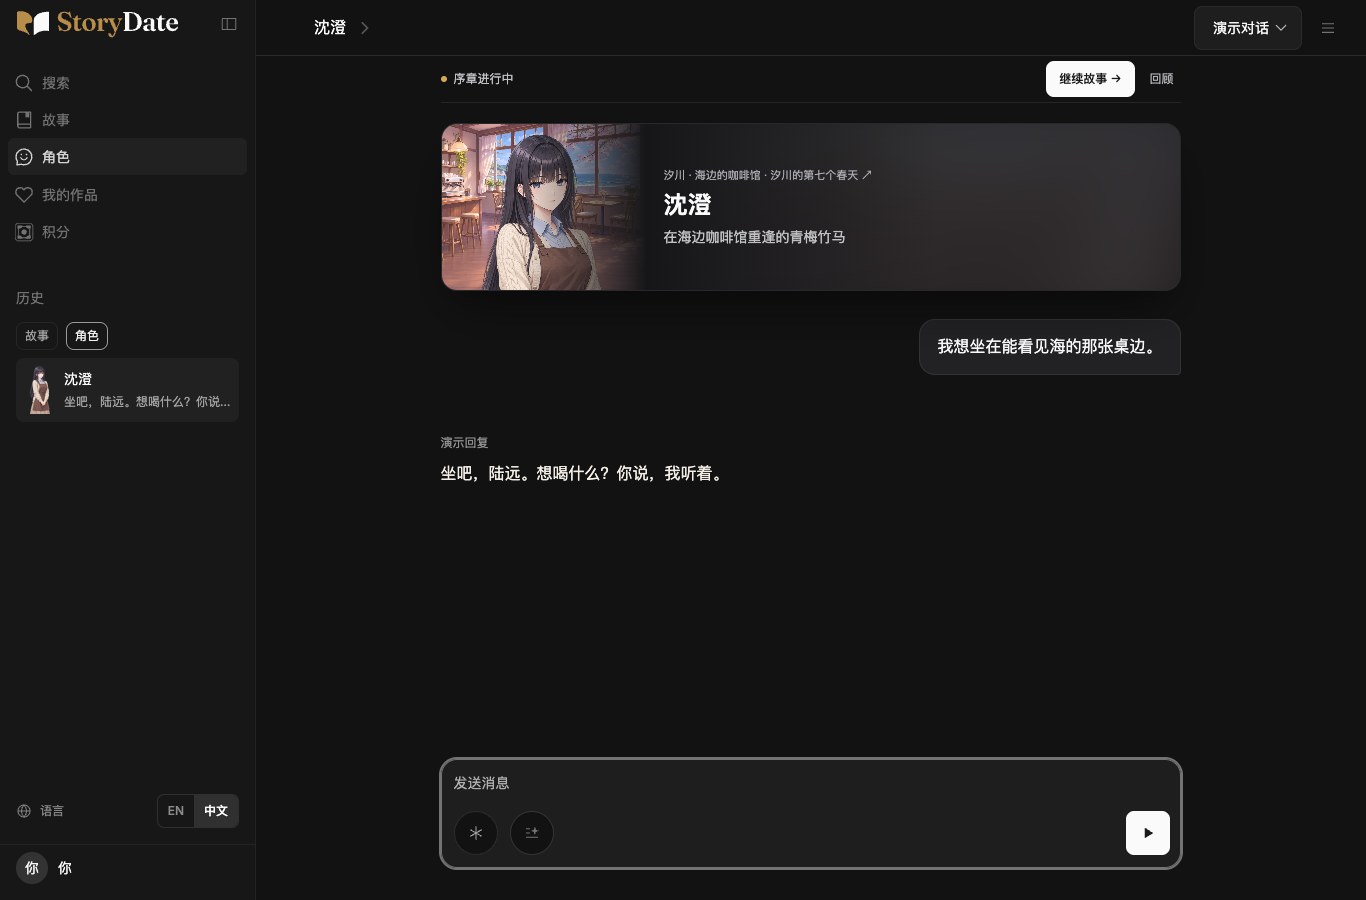 StoryDate
搜索
故事
角色
我的作品
积分
历史
故事
角色
沈澄
坐吧，陆远。想喝什么？你说...
语言
EN
中文
你
你
沈澄
演示对话
序章进行中
继续故事 →
回顾
汐川 · 海边的咖啡馆 · 汐川的第七个春天 ↗
沈澄
在海边咖啡馆重逢的青梅竹马
我想坐在能看见海的那张桌边。
演示回复
坐吧，陆远。想喝什么？你说，我听着。
发送消息